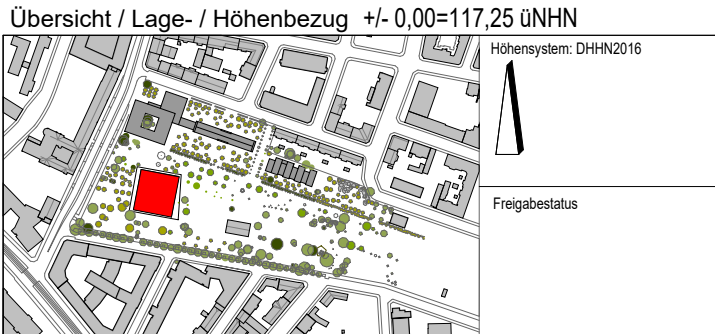 Übersicht / Lage- / Höhenbezug +/- 0,00=117,25 üNHN
Höhensystem: DHHN2016
Freigabestatus